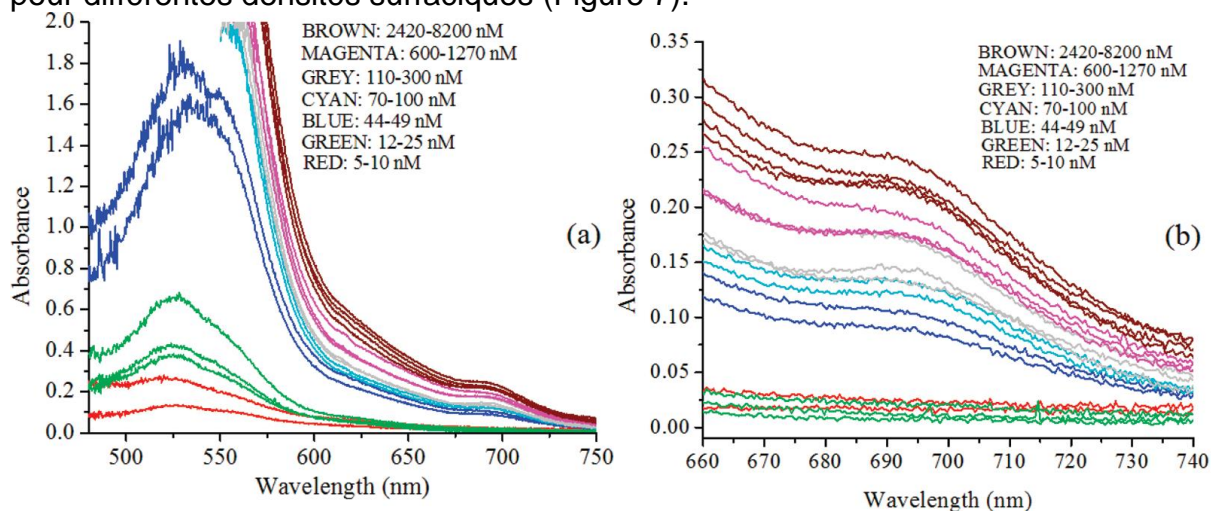 pour différentes densités surfaciques (Figure 7).
2.0
1.8
1.6
1.4
1.2
1.0
0.8
0.6
0.4
0.2
0.0
Absorbance
BROWN: 2420-8200 nM
MAGENTA: 600-1270 nM
GREY: 110-300 nM
CYAN: 70-100 nM
BLUE: 44-49 nM
GREEN: 12-25 nM
RED: 5-10 nM
(a)
500 550 600 650 700 750
Wavelength (nm)
0.35
0.30
0.25
0.20
0.15
0.10
0.05
0.00
Absorbance
BROWN: 2420-8200 nM
MAGENTA: 600-1270 nM
GREY: 110-300 nM
CYAN: 70-100 nM
BLUE: 44-49 nM
GREEN: 12-25 nM
RED: 5-10 nM
(b)
660 670 680 690 700 710 720 730 740
Wavelength (nm)